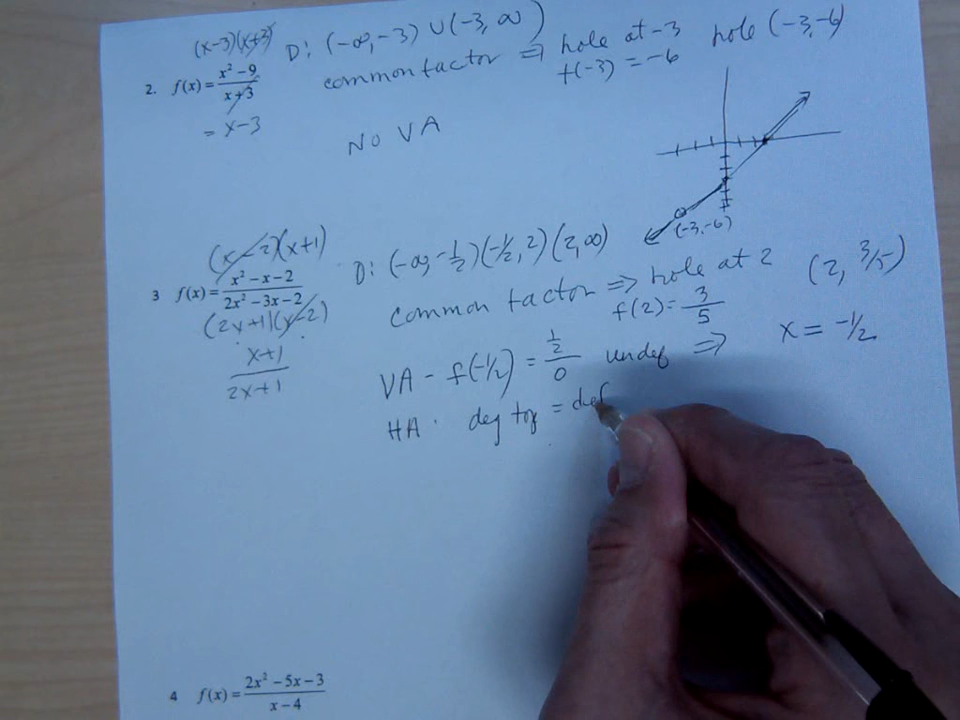 (x-3)(x+3) D: (-∞,-3) ∪ (-3, ∞)
common factor ⇒ hole at -3 hole (-3,-6)
f(-3) = -6
2. f(x) = (x² - 9)/(x + 3)
= x-3
NO VA
(-3,-6)
(x-2)(x+1) D: (-∞, -1/2)(-1/2, 2)(2, ∞)
3 f(x) = (x² - x - 2)/(2x² - 3x - 2)
(2x+1)(x-2)
common factor ⇒ hole at 2 (2, 3/5)
f(2) = 3/5
(x+1)/(2x+1)
VA - f(-1/2) = (1/2)/0 undef ⇒ x = -1/2
HA. deg top =
4 f(x) = (2x² - 5x - 3)/(x - 4)